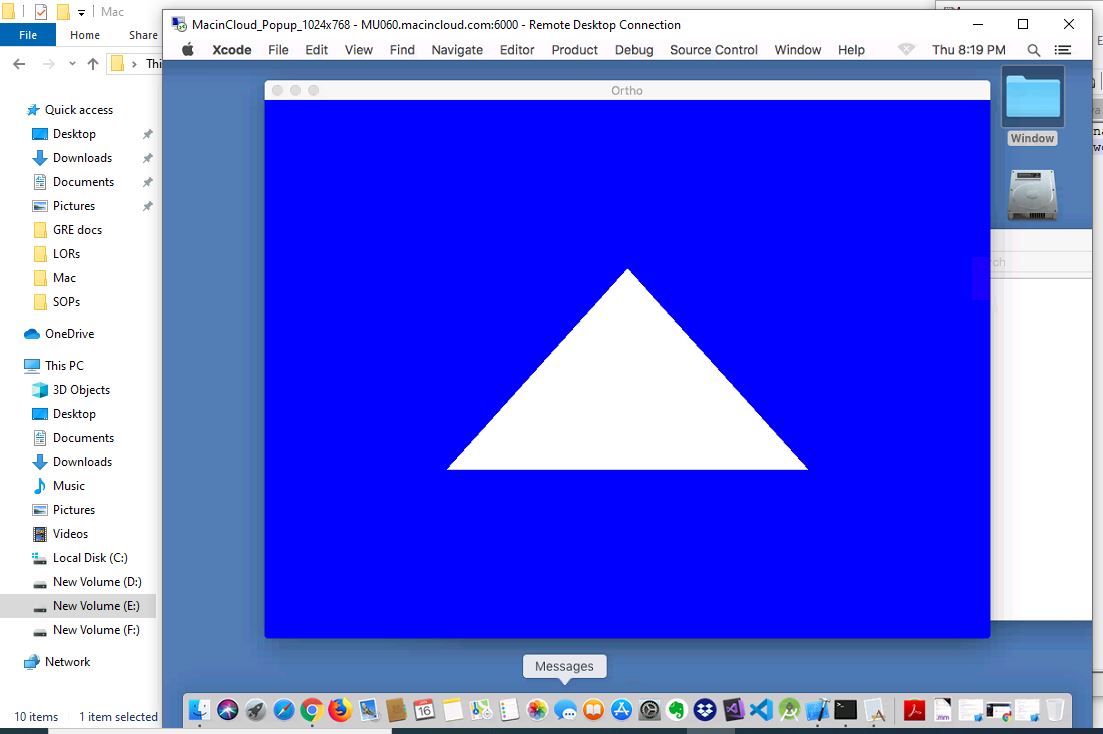 Mac
MacinCloud_Popup_1024x768 - MU060.macincloud.com:6000 - Remote Desktop Connection
File Home Share
Xcode File Edit View Find Navigate Editor Product Debug Source Control Window Help Thu 8:19 PM
Thi
Ortho
Quick access
Desktop
Downloads
Documents
Pictures
GRE docs
LORs
Mac
SOPs
OneDrive
This PC
3D Objects
Desktop
Documents
Downloads
Music
Pictures
Videos
Local Disk (C:)
New Volume (D:)
New Volume (E:)
New Volume (F:)
Network
Window
Messages
16
.mm
10 items 1 item selected